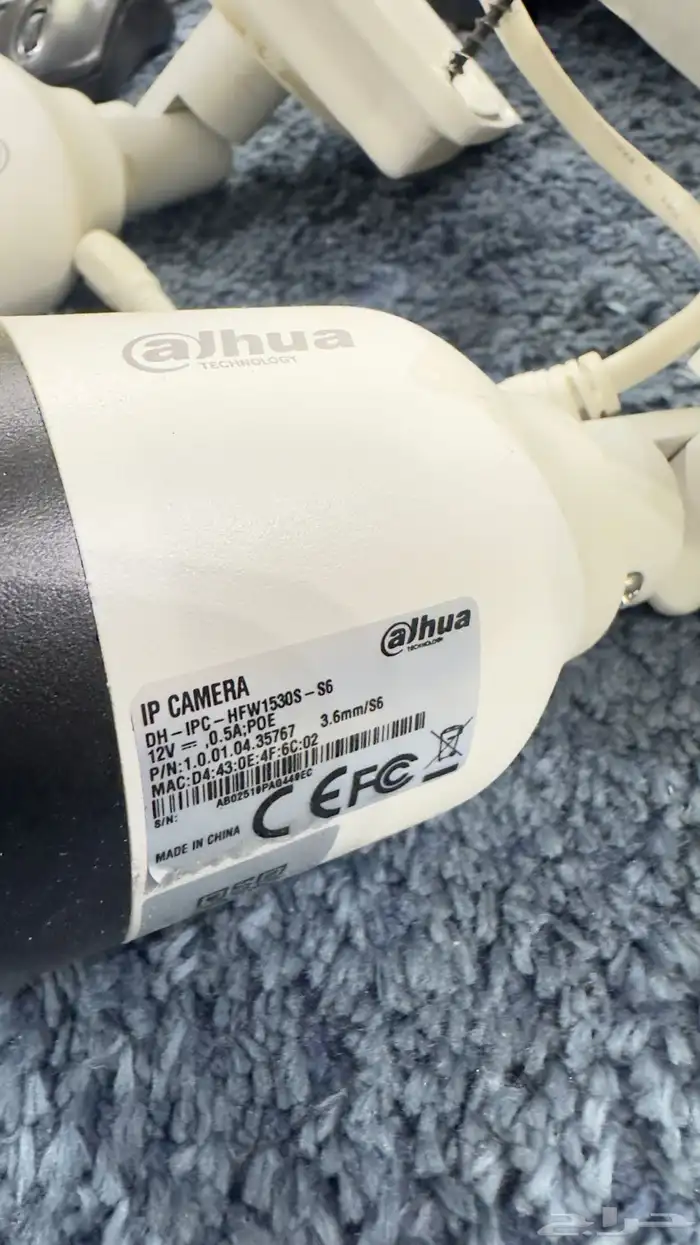 alhua
TECHNOLOGY
alhua
TECHNOLOGY
IP CAMERA
DH-IPC-HFW1530S-S6
12V ⎓ ,0.5A;POE 3.6mm/S6
P/N:1.0.01.04.35767
MAC:D4:43:0E:4F:6C:02
AB02519PA0449EC
S/N:
CE FC
MADE IN CHINA
حراج